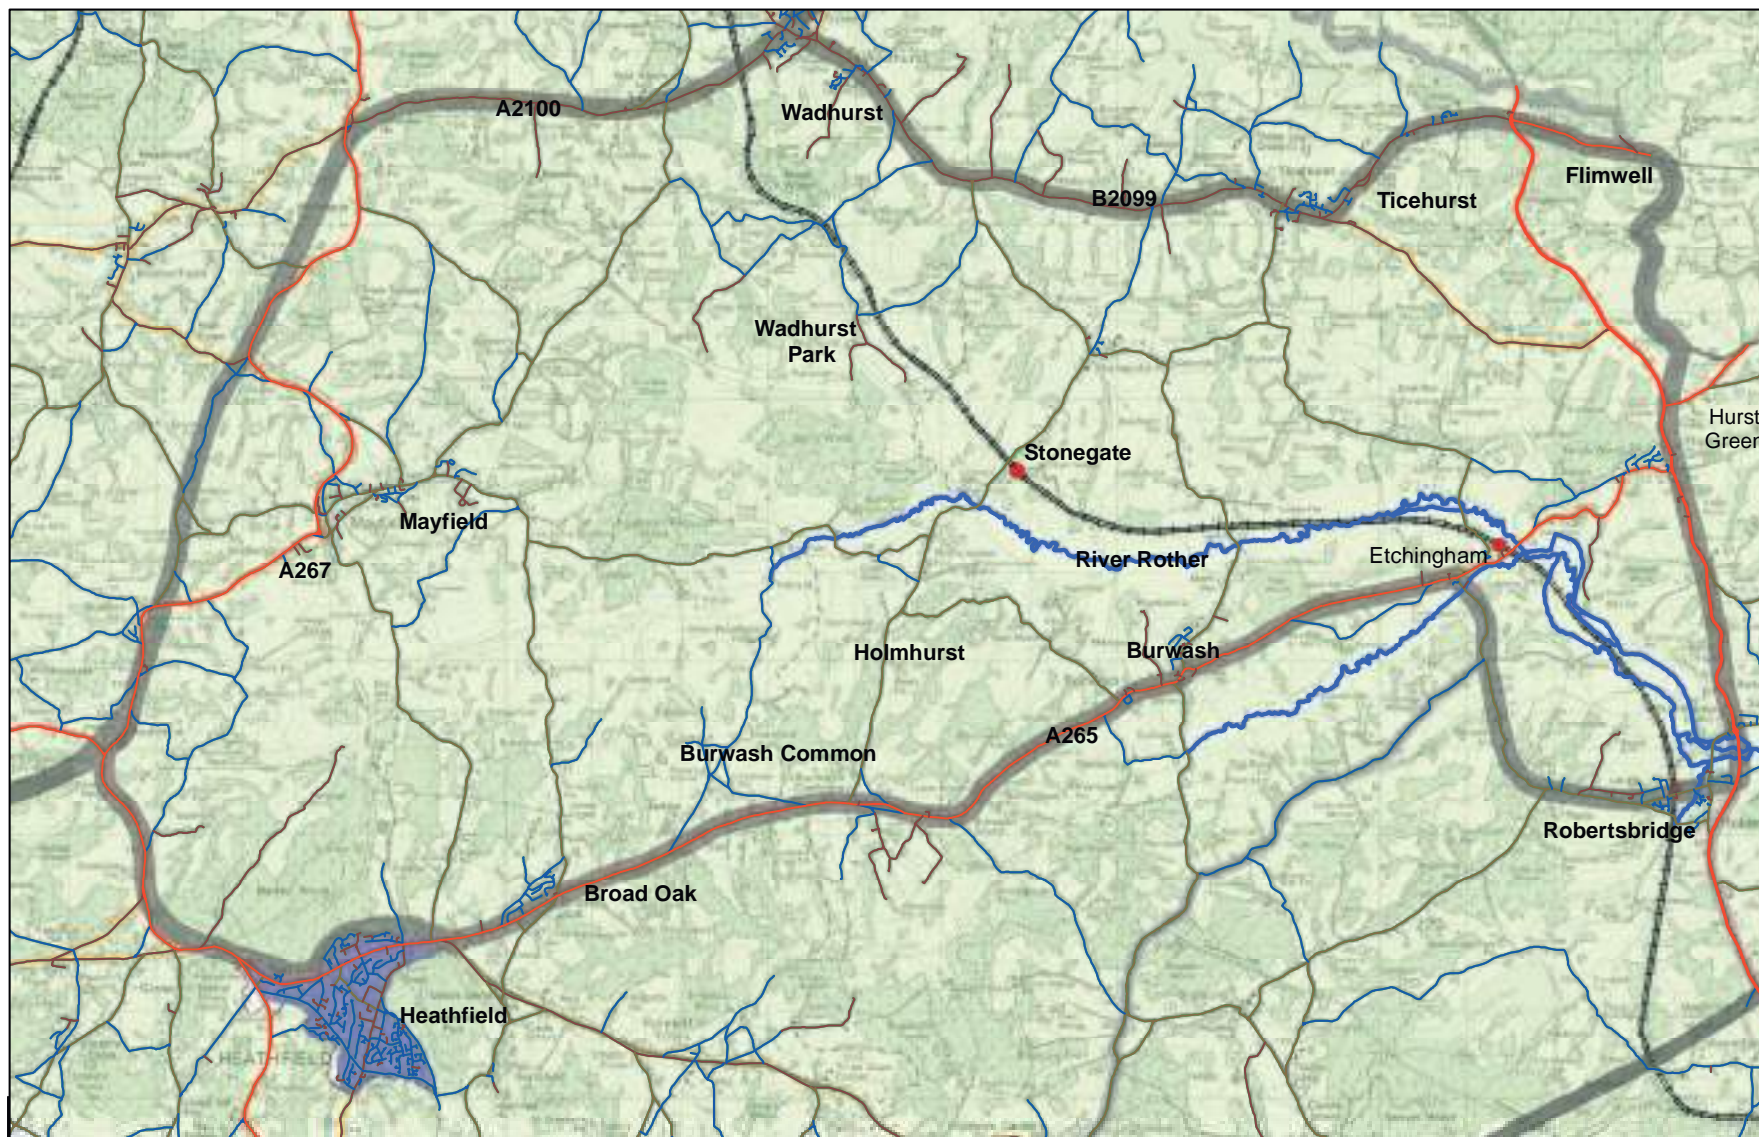 A2100
Wadhurst
Flimwell
B2099
Ticehurst
Wadhurst
Park
Hurst
Green
Stonegate
Mayfield
A267
River Rother
Etchingham
Holmhurst
Burwash
A265
Burwash Common
Robertsbridge
Broad Oak
Heathfield
HEATHFIELD